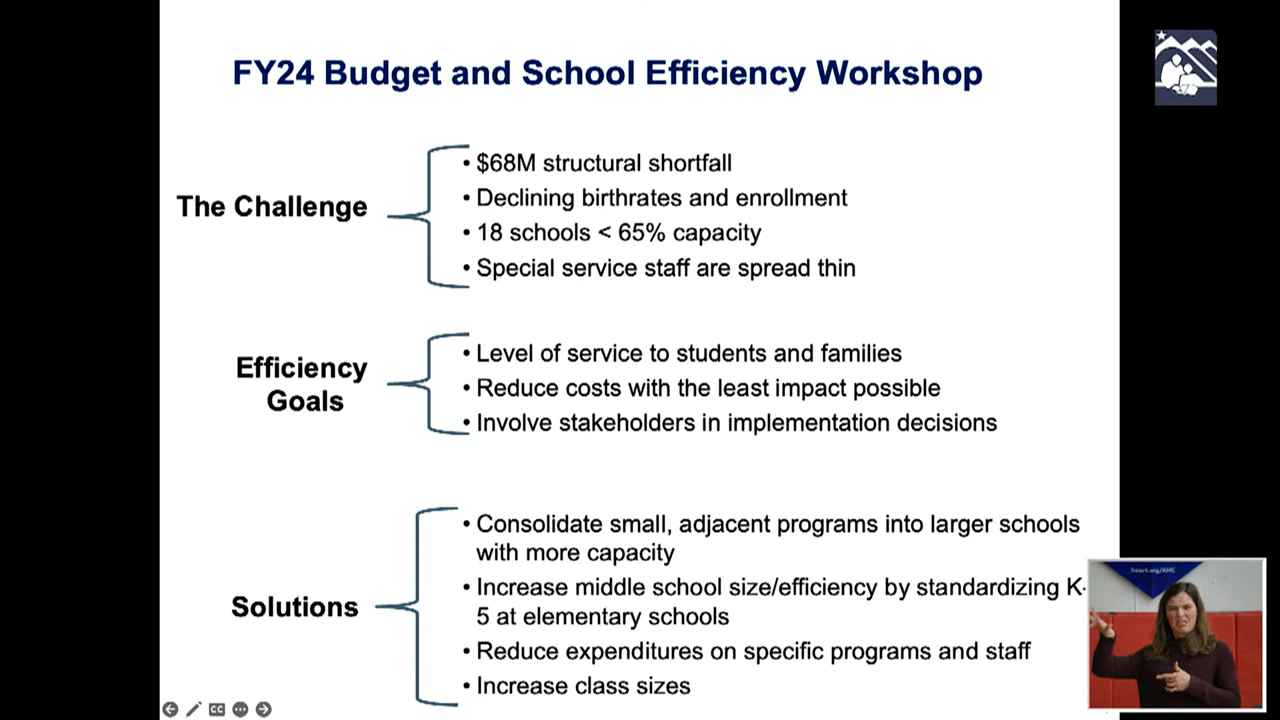 FY24 Budget and School Efficiency Workshop
The Challenge
• $68M structural shortfall
• Declining birthrates and enrollment
• 18 schools < 65% capacity
• Special service staff are spread thin
Efficiency
Goals
• Level of service to students and families
• Reduce costs with the least impact possible
• Involve stakeholders in implementation decisions
Solutions
• Consolidate small, adjacent programs into larger schools
with more capacity
• Increase middle school size/efficiency by standardizing K-
5 at elementary schools
• Reduce expenditures on specific programs and staff
• Increase class sizes
heart.org/KHC
CC